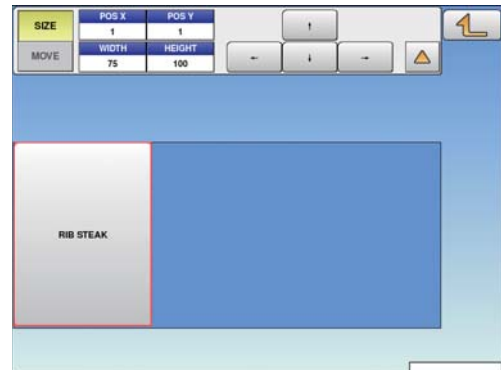 SIZE
POS X
POS Y
1
1
MOVE
WIDTH
HEIGHT
75
100
↑
←
↓
→
RIB STEAK